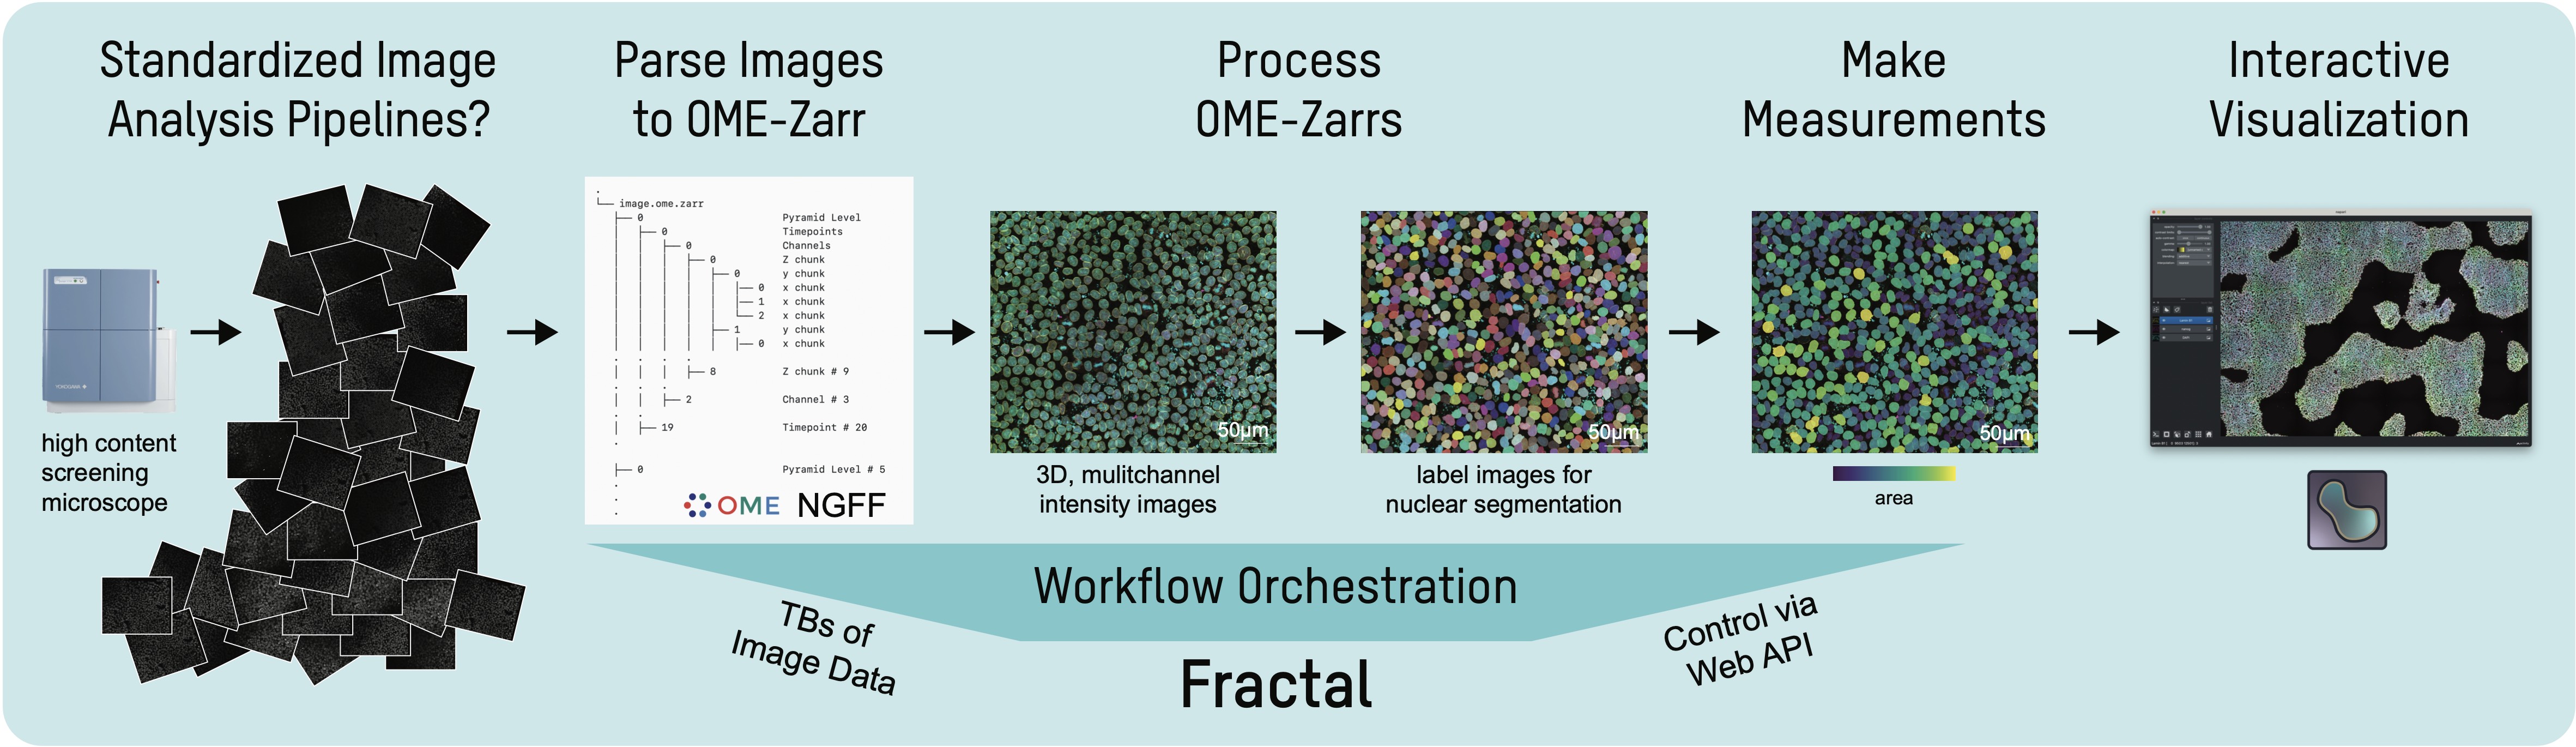 Standardized Image
Analysis Pipelines?
Parse Images
to OME-Zarr
Process
OME-Zarrs
Make
Measurements
Interactive
Visualization
YOKOGAWA
high content
screening
microscope
image.ome.zarr
0 Pyramid Level
0 Timepoints
0 Channels
0 Z chunk
0 y chunk
0 x chunk
1 x chunk
2 x chunk
1 y chunk
0 x chunk
8 Z chunk # 9
2 Channel # 3
19 Timepoint # 20
0 Pyramid Level # 5
OME NGFF
50µm
3D, mulitchannel
intensity images
50µm
label images for
nuclear segmentation
50µm
area
Workflow Orchestration
TBs of
Image Data
Control via
Web API
Fractal